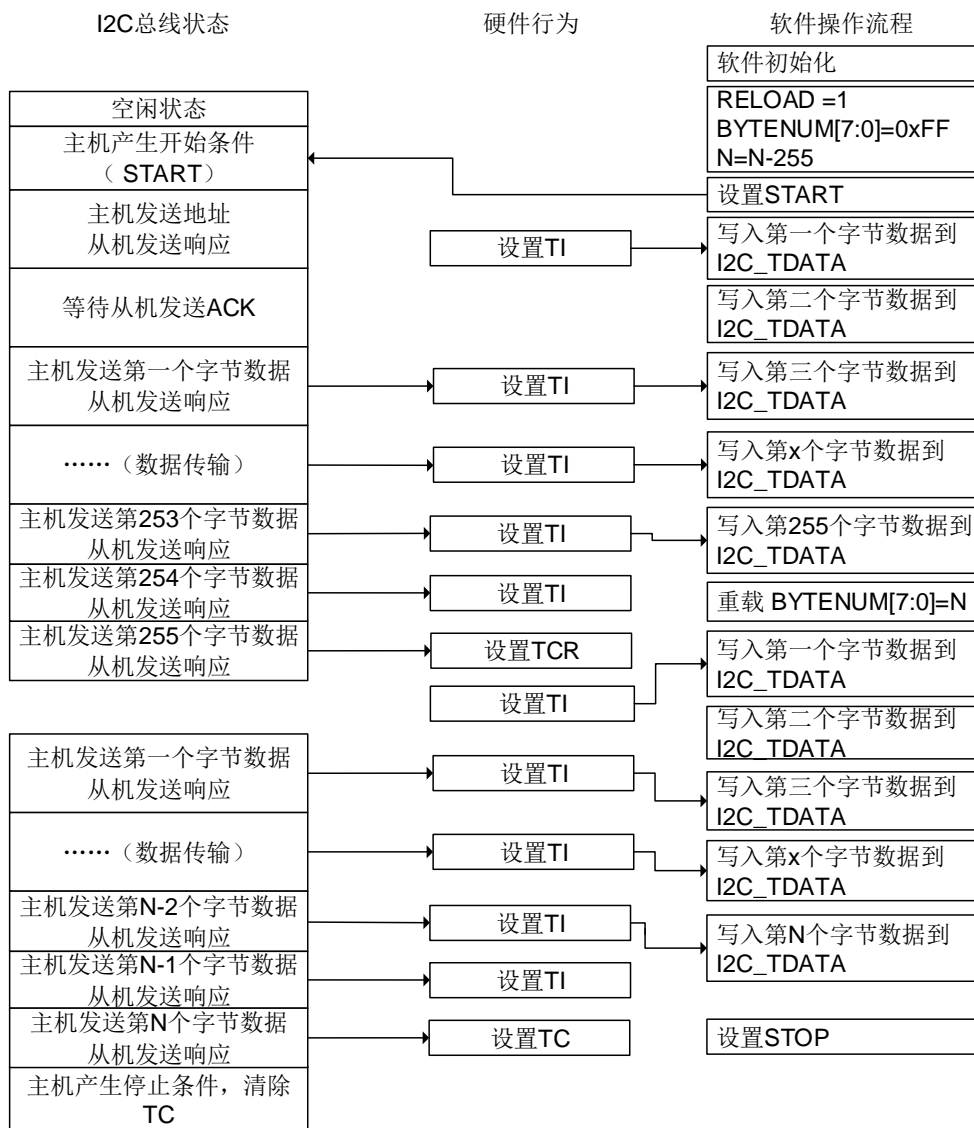 I2C总线状态
硬件行为
软件操作流程
软件初始化
空闲状态
RELOAD =1
BYTENUM[7:0]=0xFF
N=N-255
主机产生开始条件
（ START）
设置START
主机发送地址
从机发送响应
设置TI
写入第一个字节数据到
I2C_TDATA
等待从机发送ACK
写入第二个字节数据到
I2C_TDATA
主机发送第一个字节数据
从机发送响应
设置TI
写入第三个字节数据到
I2C_TDATA
……（数据传输）
设置TI
写入第x个字节数据到
I2C_TDATA
主机发送第253个字节数据
从机发送响应
设置TI
写入第255个字节数据到
I2C_TDATA
主机发送第254个字节数据
从机发送响应
设置TI
重载 BYTENUM[7:0]=N
主机发送第255个字节数据
从机发送响应
设置TCR
设置TI
写入第一个字节数据到
I2C_TDATA
写入第二个字节数据到
I2C_TDATA
主机发送第一个字节数据
从机发送响应
设置TI
写入第三个字节数据到
I2C_TDATA
……（数据传输）
设置TI
写入第x个字节数据到
I2C_TDATA
主机发送第N-2个字节数据
从机发送响应
设置TI
写入第N个字节数据到
I2C_TDATA
主机发送第N-1个字节数据
从机发送响应
设置TI
主机发送第N个字节数据
从机发送响应
设置TC
设置STOP
主机产生停止条件，清除
TC